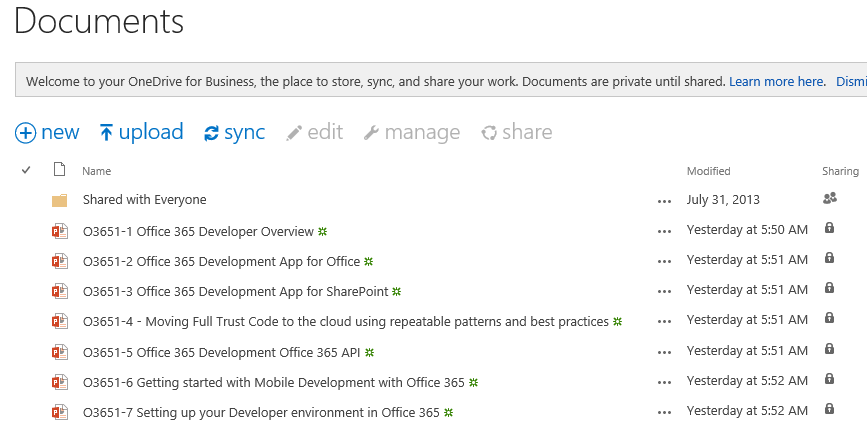 Documents
Welcome to your OneDrive for Business, the place to store, sync, and share your work. Documents are private until shared. Learn more here. Dismi
new upload sync edit manage share
Name Modified Sharing
Shared with Everyone ... July 31, 2013
O3651-1 Office 365 Developer Overview ... Yesterday at 5:50 AM
O3651-2 Office 365 Development App for Office ... Yesterday at 5:51 AM
O3651-3 Office 365 Development App for SharePoint ... Yesterday at 5:51 AM
O3651-4 - Moving Full Trust Code to the cloud using repeatable patterns and best practices ... Yesterday at 5:51 AM
O3651-5 Office 365 Development Office 365 API ... Yesterday at 5:51 AM
O3651-6 Getting started with Mobile Development with Office 365 ... Yesterday at 5:52 AM
O3651-7 Setting up your Developer environment in Office 365 ... Yesterday at 5:52 AM